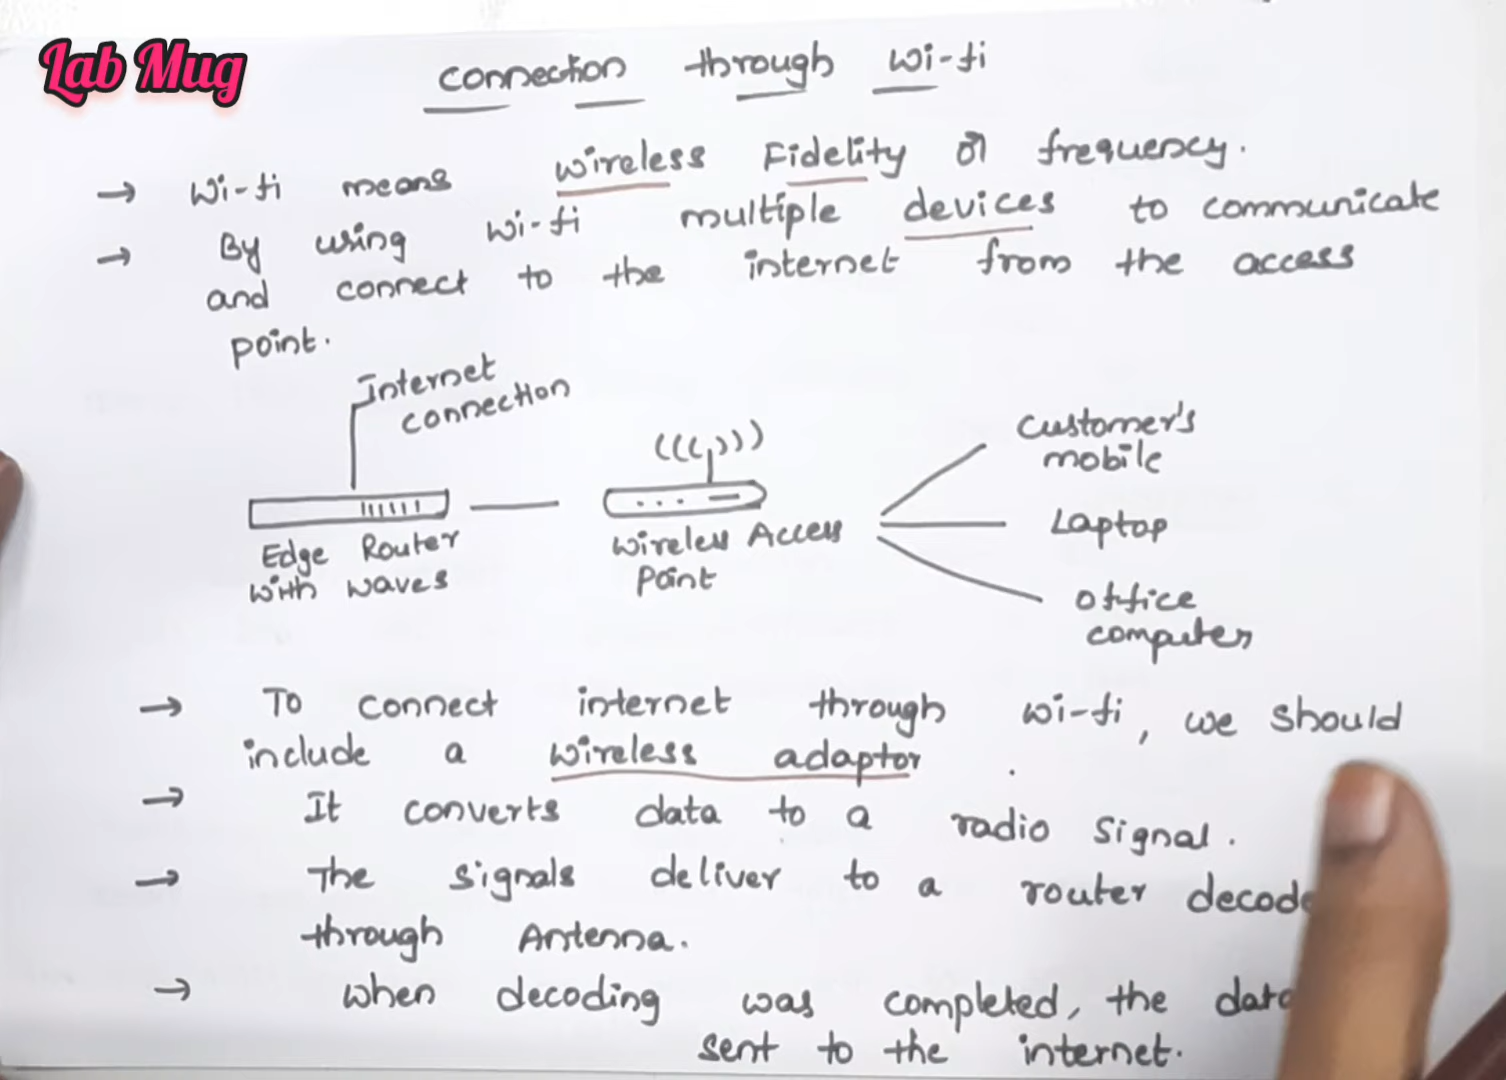 Lab Mug
Connection through Wi-fi
→ Wi-fi means wireless Fidelity or frequency.
→ By using wi-fi multiple devices to communicate
and connect to the internet from the access
point.
Internet
connection
Edge Router
with waves
Wireless Access
Point
Customer's
mobile
Laptop
office
computer
→ To connect internet through wi-fi, we should
include a wireless adaptor.
→ It converts data to a radio signal.
→ The signals deliver to a router
through Antenna.
→ when decoding was completed, the
sent to the internet.